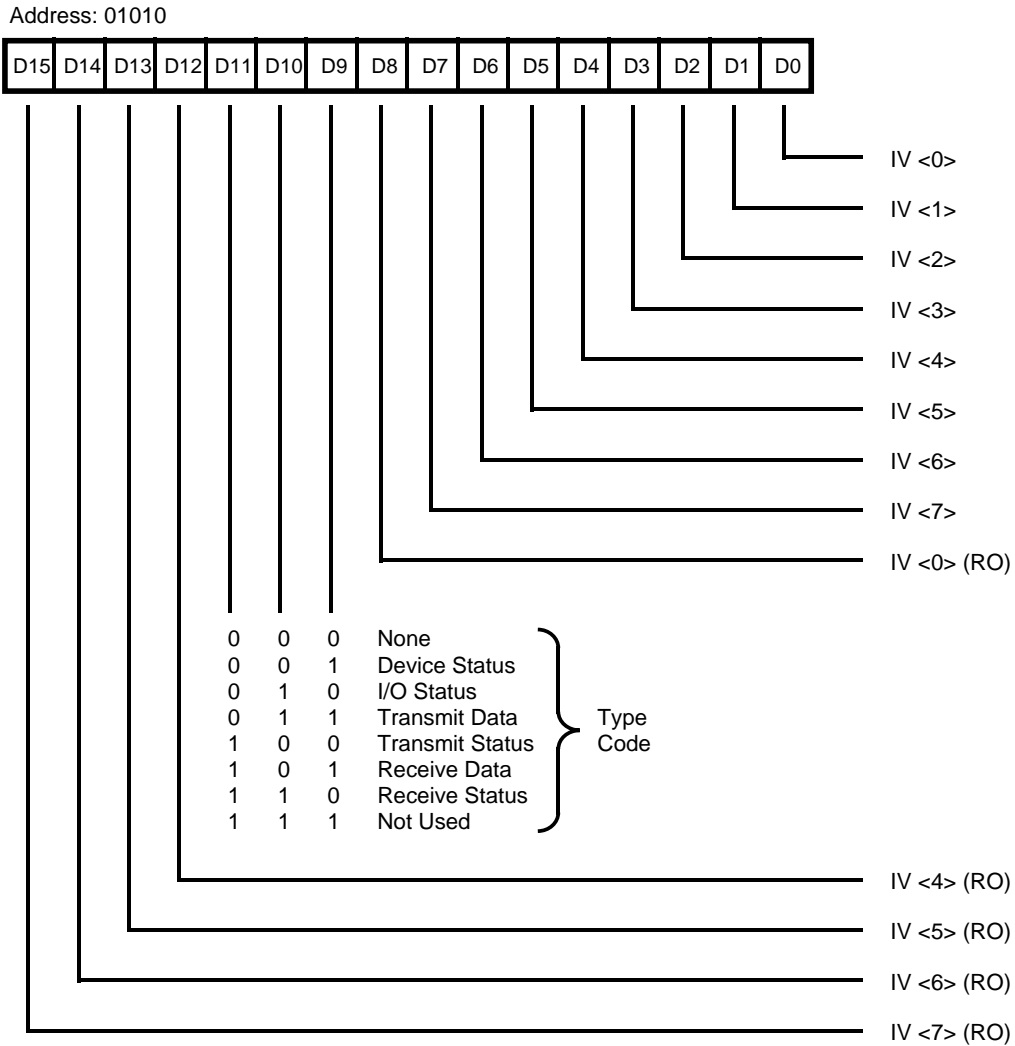 Address: 01010
D15 D14 D13 D12 D11 D10 D9 D8 D7 D6 D5 D4 D3 D2 D1 D0
IV <0>
IV <1>
IV <2>
IV <3>
IV <4>
IV <5>
IV <6>
IV <7>
IV <0> (RO)
0 0 0 None
0 0 1 Device Status
0 1 0 I/O Status
0 1 1 Transmit Data
1 0 0 Transmit Status
1 0 1 Receive Data
1 1 0 Receive Status
1 1 1 Not Used
Type
Code
IV <4> (RO)
IV <5> (RO)
IV <6> (RO)
IV <7> (RO)